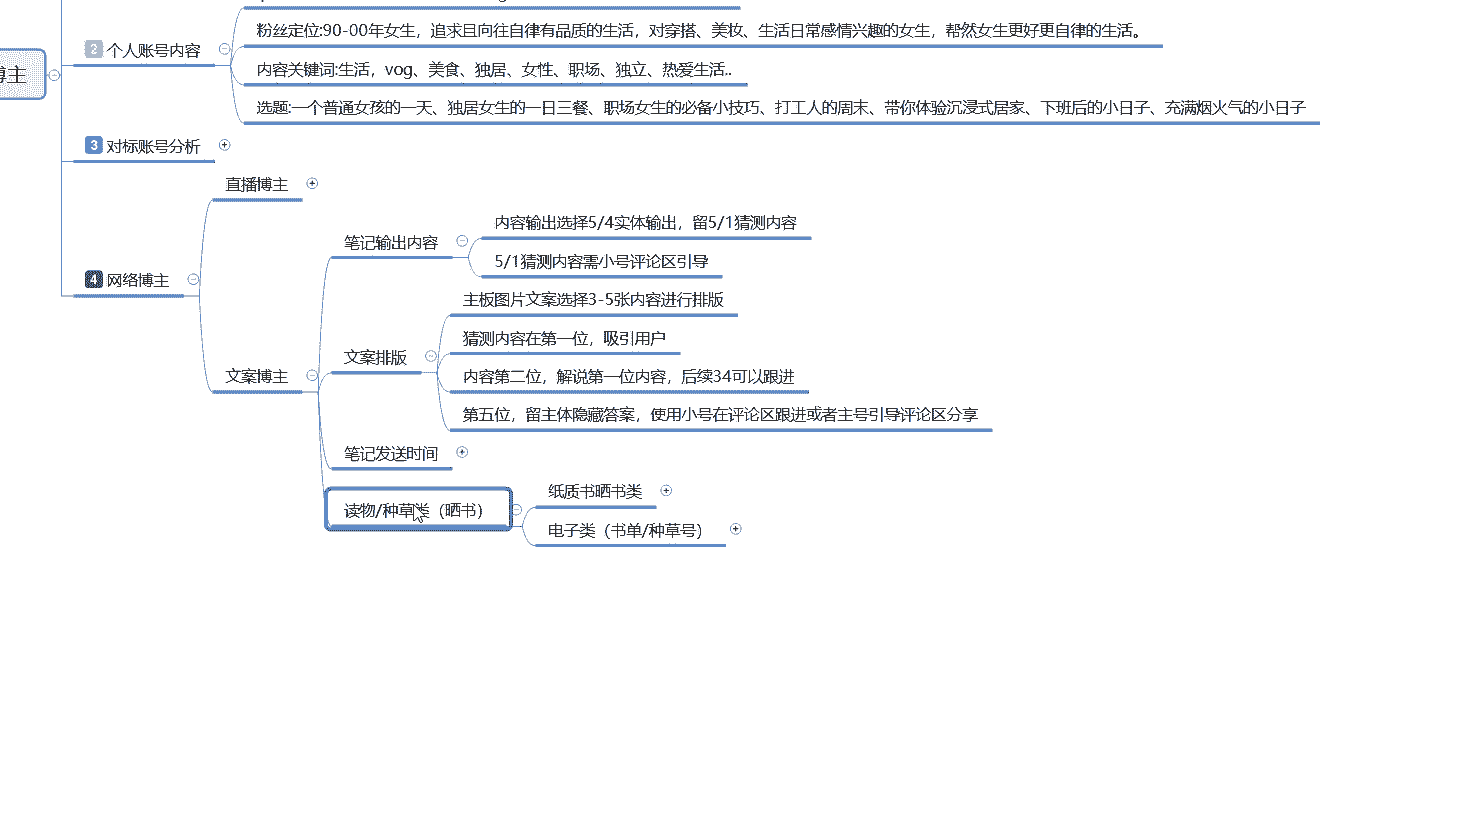 粉丝定位:90-00年女生，追求且向往自律有品质的生活，对穿搭、美妆、生活日常感情兴趣的女生，帮然女生更好更自律的生活。
2 个人账号内容
博主
内容关键词:生活，vog、美食、独居、女性、职场、独立、热爱生活..
选题:一个普通女孩的一天、独居女生的一日三餐、职场女生的必备小技巧、打工人的周末、带你体验沉浸式居家、下班后的小日子、充满烟火气的小日子
3 对标账号分析
直播博主
笔记输出内容
内容输出选择5/4实体输出，留5/1猜测内容
5/1猜测内容需小号评论区引导
4 网络博主
主板图片文案选择3-5张内容进行排版
猜测内容在第一位，吸引用户
文案排版
文案博主
内容第二位，解说第一位内容，后续34可以跟进
第五位，留主体隐藏答案，使用小号在评论区跟进或者主号引导评论区分享
笔记发送时间
纸质书晒书类
读物/种草类（晒书）
电子类（书单/种草号）